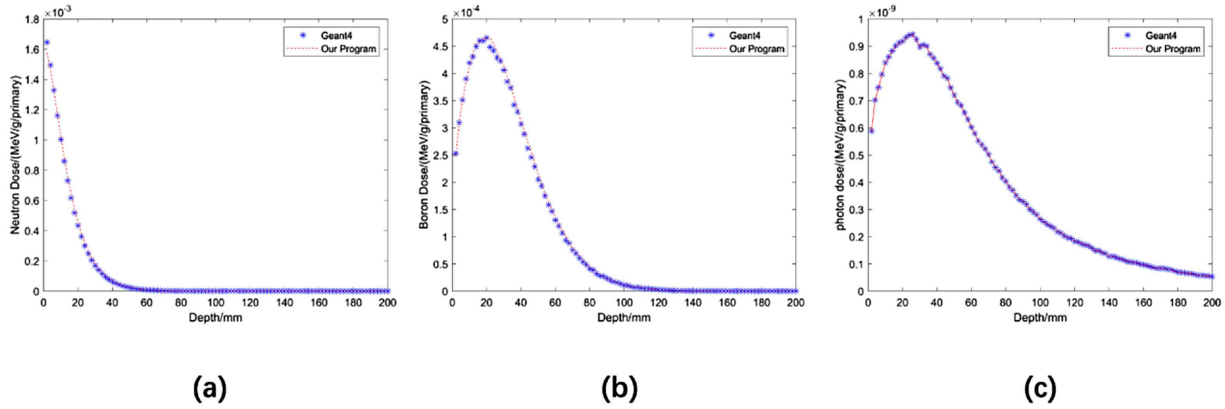 ×10⁻³
1.8
1.6
1.4
1.2
1
0.8
0.6
0.4
0.2
0
0 20 40 60 80 100 120 140 160 180 200
Neutron Dose/(MeV/g/primary)
Depth/mm
Geant4
Our Program
(a)
×10⁻⁴
5
4.5
4
3.5
3
2.5
2
1.5
1
0.5
0
0 20 40 60 80 100 120 140 160 180 200
Boron Dose/(MeV/g/primary)
Depth/mm
Geant4
Our Program
(b)
×10⁻⁹
1
0.9
0.8
0.7
0.6
0.5
0.4
0.3
0.2
0.1
0
0 20 40 60 80 100 120 140 160 180 200
photon dose/(MeV/g/primary)
Depth/mm
Geant4
Our Program
(c)